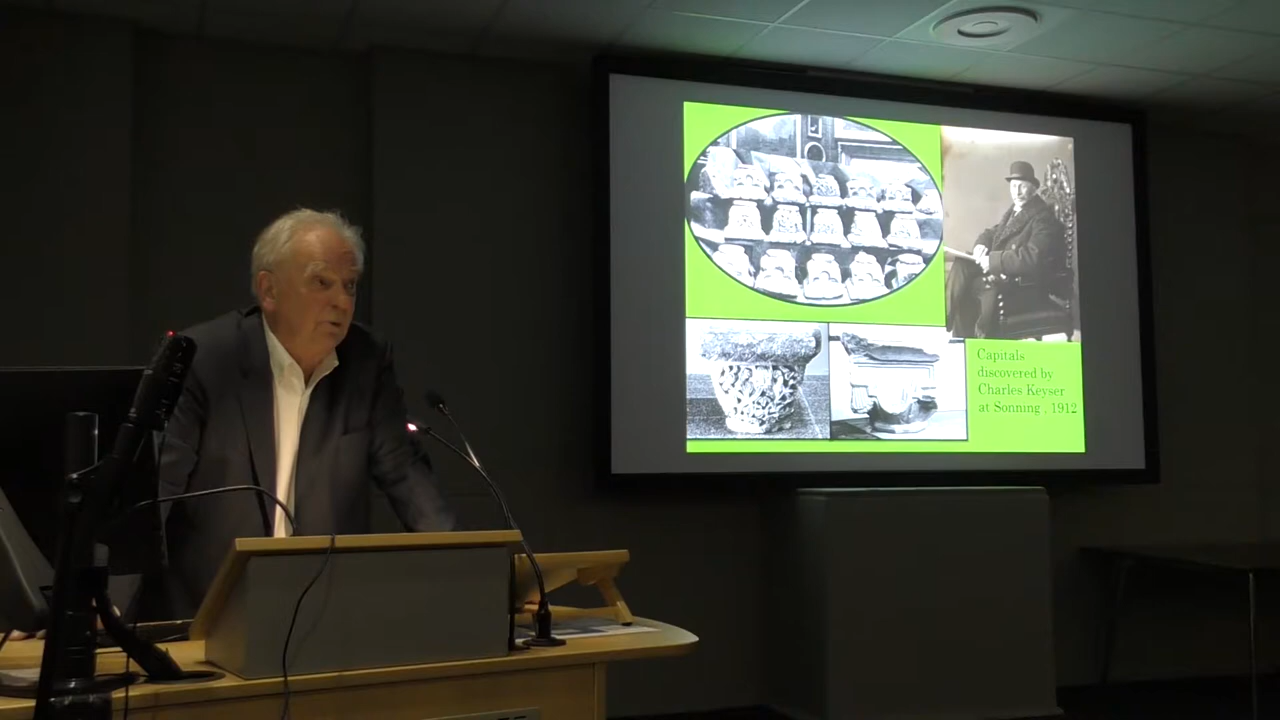 Capitals
discovered by
Charles Keyser
at Sonning , 1912